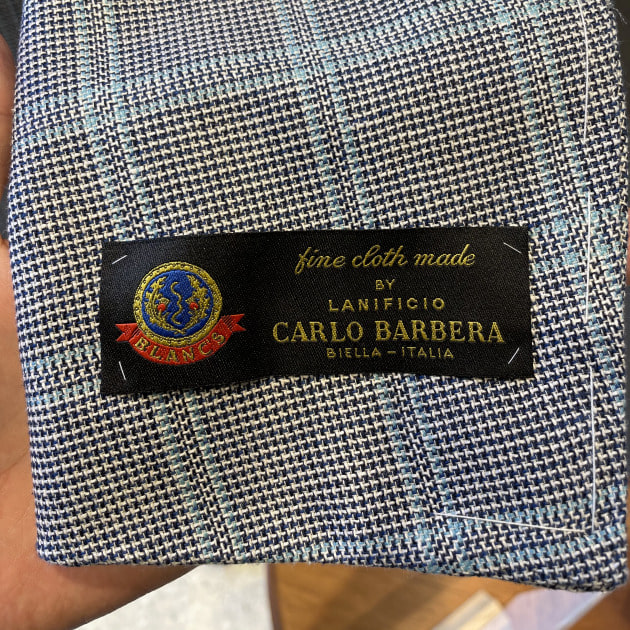 fine cloth made
BY
LANIFICIO
CARLO BARBERA
BIELLA - ITALIA
BLANCS